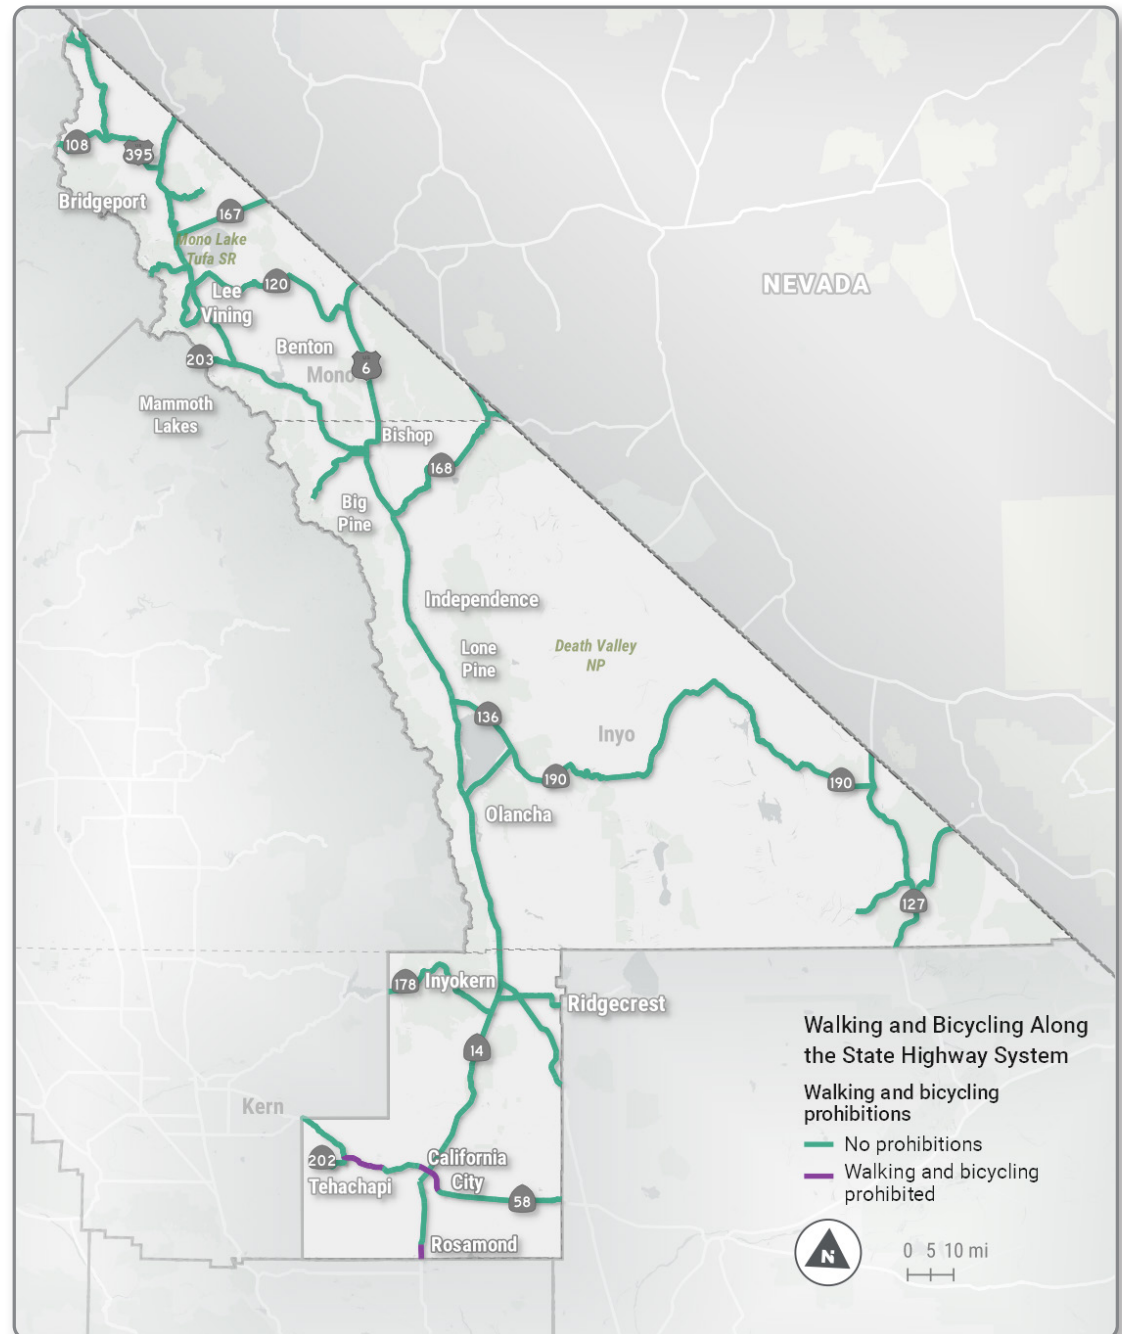 108
395
Bridgeport
167
Mono Lake
Tufa SR
120
Lee
Vining
NEVADA
Benton
203
6
Mono
Mammoth
Lakes
Bishop
168
Big
Pine
Independence
Lone
Pine
Death Valley
NP
136
Inyo
190
190
Olancha
127
178
Inyokern
Ridgecrest
14
Kern
202
Tehachapi
California
City
58
Rosamond
Walking and Bicycling Along
the State Highway System
Walking and bicycling
prohibitions
No prohibitions
Walking and bicycling
prohibited
N
0 5 10 mi